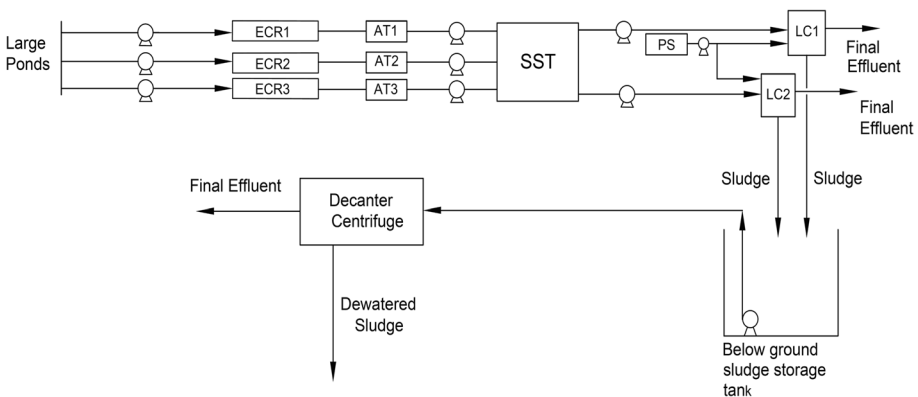 Large
Ponds
ECR1
AT1
ECR2
AT2
ECR3
AT3
SST
PS
LC1
Final
Effluent
LC2
Final
Effluent
Sludge
Sludge
Final Effluent
Decanter
Centrifuge
Dewatered
Sludge
Below ground
sludge storage
tank